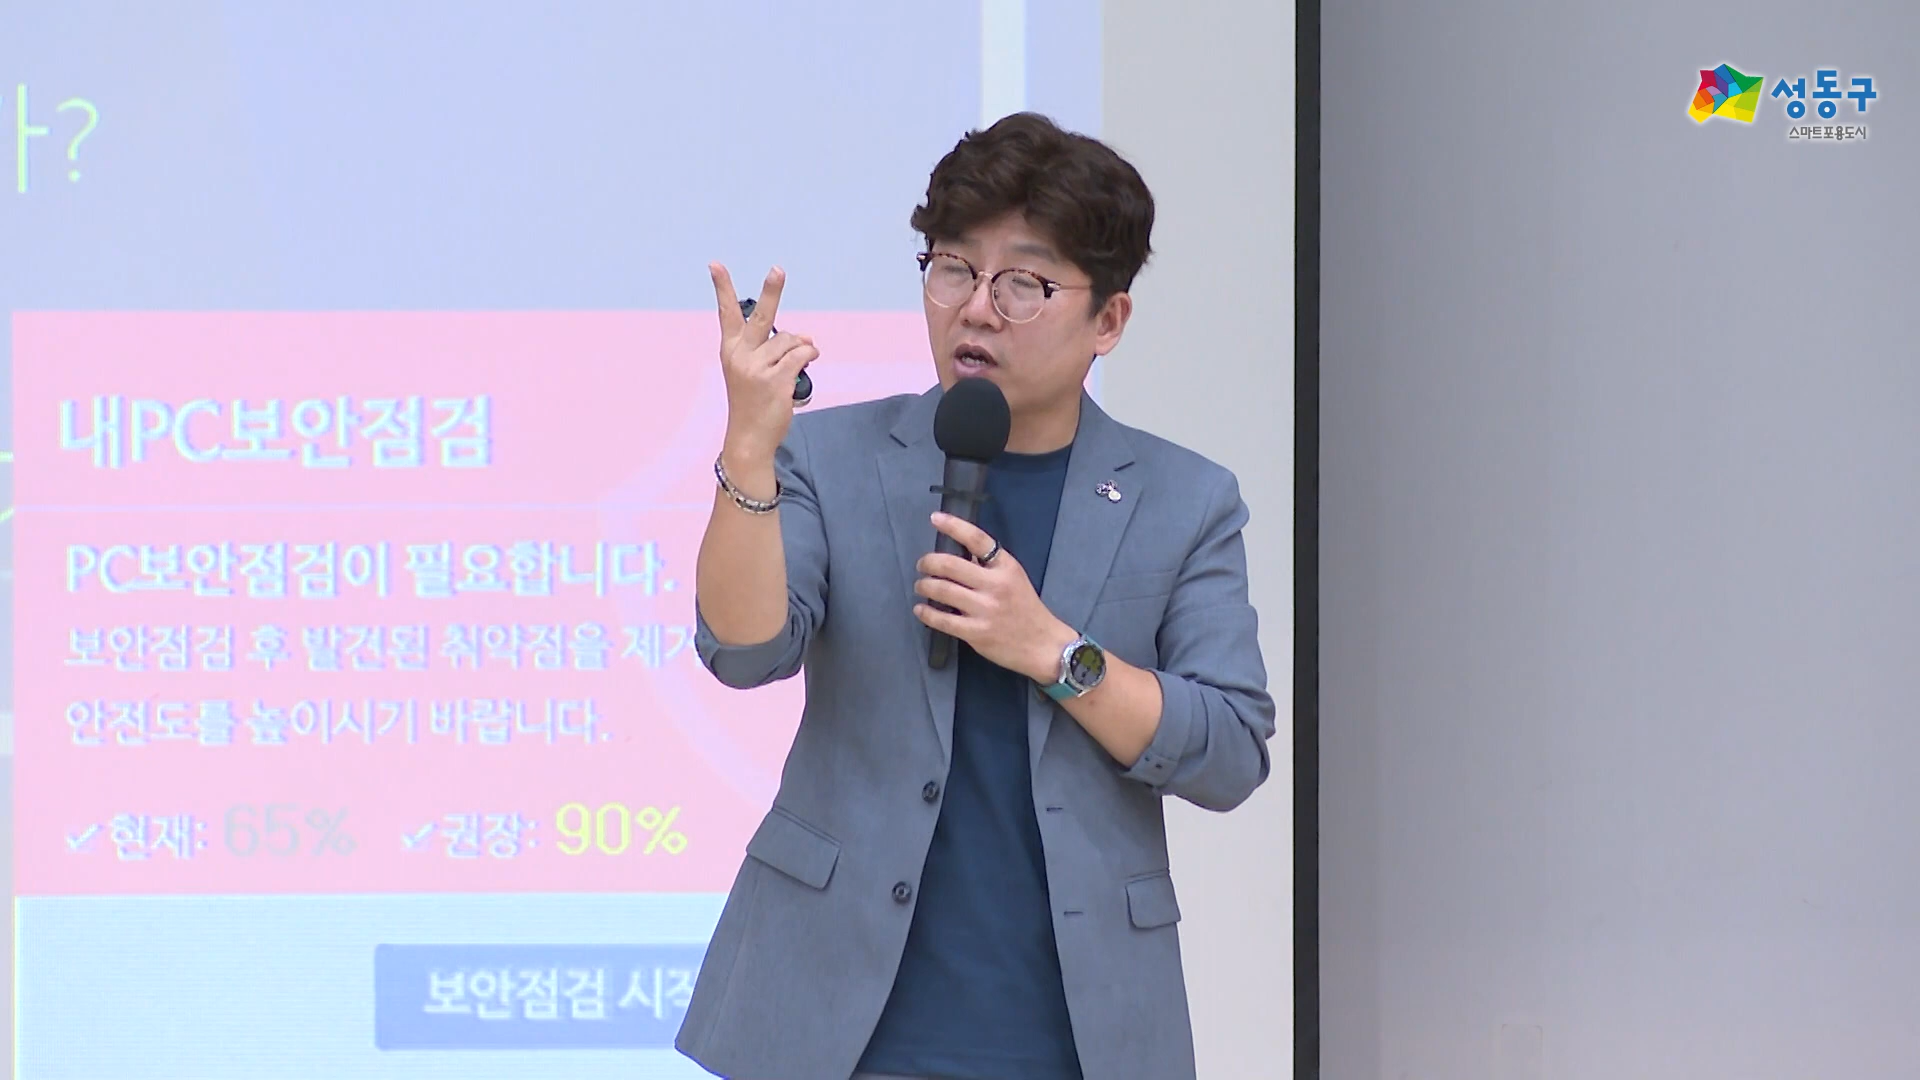 성동구
스마트포용도시
?
내PC보안점검
PC보안점검이 필요합니다.
보안점검 후 발견된 취약점을
안전도를 높이시기 바랍니다.
✓현재: 65% ✓권장: 90%
보안점검